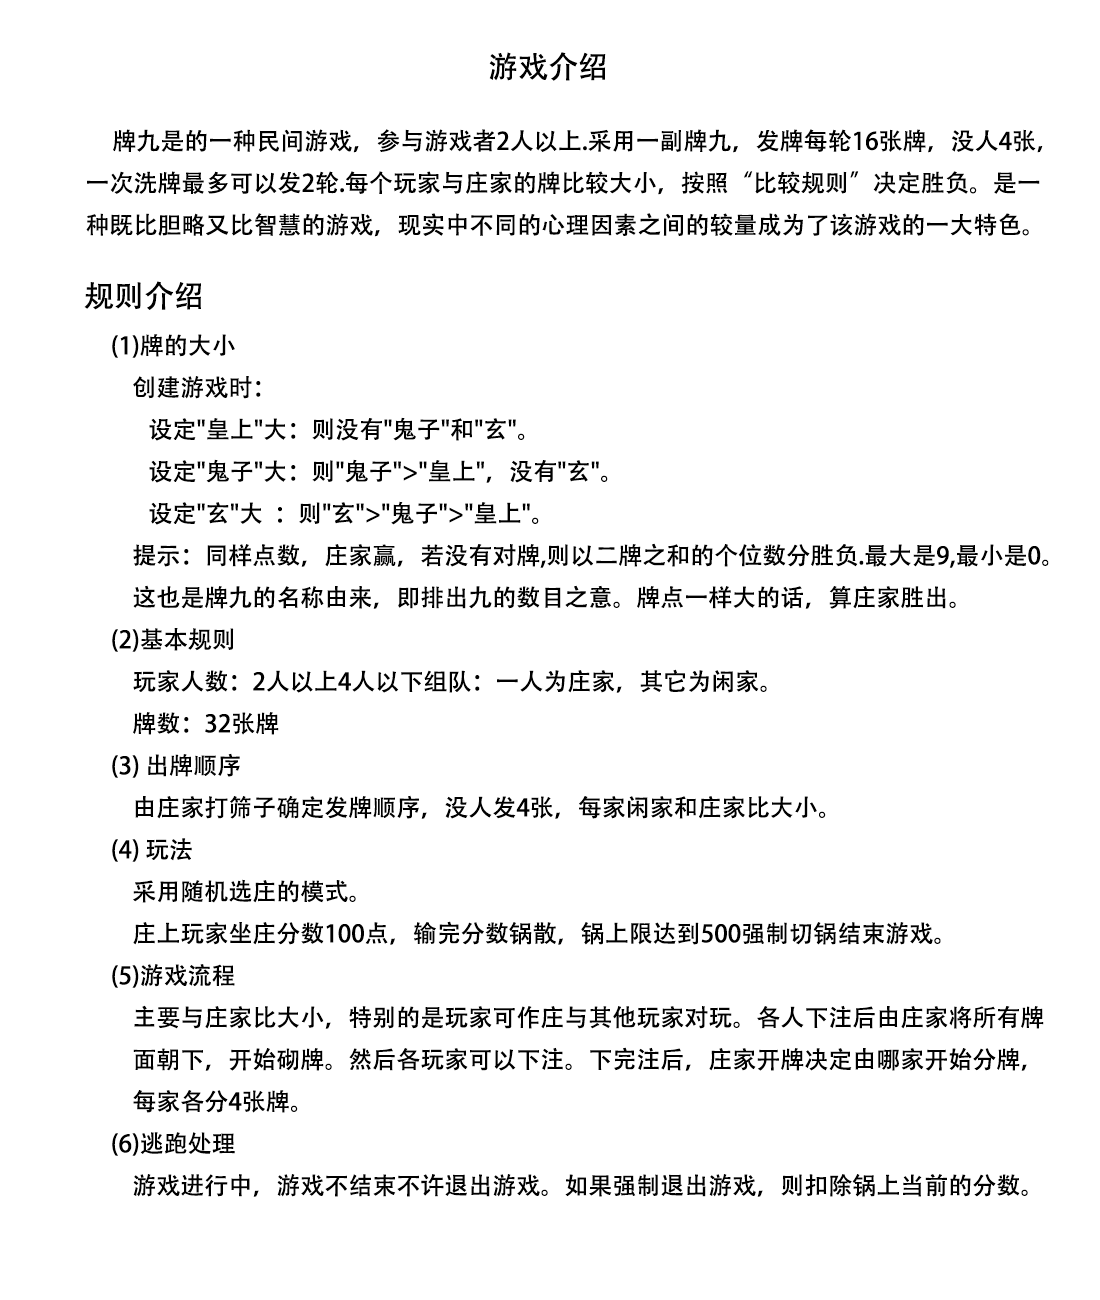 游戏介绍
牌九是的一种民间游戏，参与游戏者2人以上.采用一副牌九，发牌每轮16张牌，没人4张，
一次洗牌最多可以发2轮.每个玩家与庄家的牌比较大小，按照“比较规则”决定胜负。是一
种既比胆略又比智慧的游戏，现实中不同的心理因素之间的较量成为了该游戏的一大特色。
规则介绍
(1)牌的大小
创建游戏时：
设定"皇上"大：则没有"鬼子"和"玄"。
设定"鬼子"大：则"鬼子">"皇上"，没有"玄"。
设定"玄"大 ：则"玄">"鬼子">"皇上"。
提示：同样点数，庄家赢，若没有对牌,则以二牌之和的个位数分胜负.最大是9,最小是0。
这也是牌九的名称由来，即排出九的数目之意。牌点一样大的话，算庄家胜出。
(2)基本规则
玩家人数：2人以上4人以下组队：一人为庄家，其它为闲家。
牌数：32张牌
(3) 出牌顺序
由庄家打筛子确定发牌顺序，没人发4张，每家闲家和庄家比大小。
(4) 玩法
采用随机选庄的模式。
庄上玩家坐庄分数100点，输完分数锅散，锅上限达到500强制切锅结束游戏。
(5)游戏流程
主要与庄家比大小，特别的是玩家可作庄与其他玩家对玩。各人下注后由庄家将所有牌
面朝下，开始砌牌。然后各玩家可以下注。下完注后，庄家开牌决定由哪家开始分牌，
每家各分4张牌。
(6)逃跑处理
游戏进行中，游戏不结束不许退出游戏。如果强制退出游戏，则扣除锅上当前的分数。